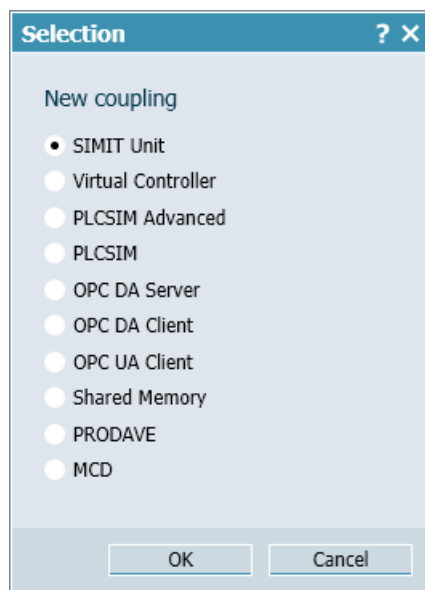 Selection ? ×
New coupling
SIMIT Unit
Virtual Controller
PLCSIM Advanced
PLCSIM
OPC DA Server
OPC DA Client
OPC UA Client
Shared Memory
PRODAVE
MCD
OK Cancel